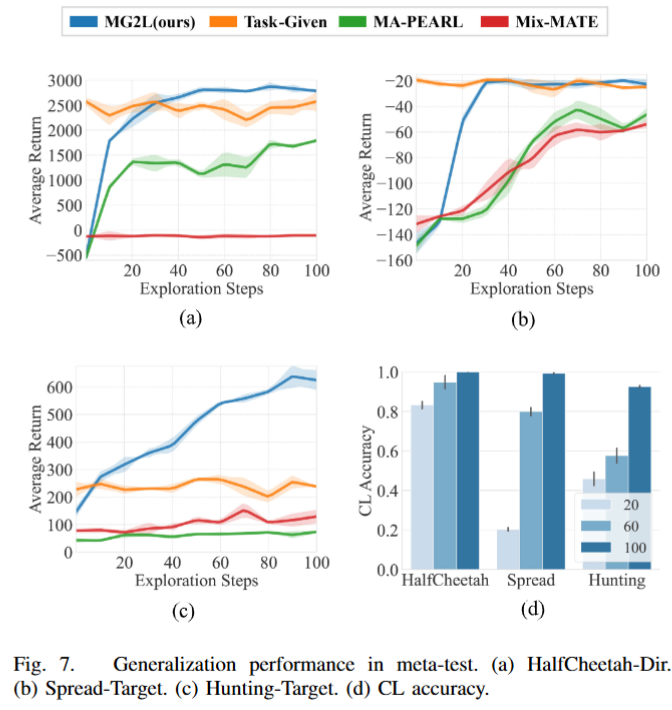 MG2L(ours) Task-Given MA-PEARL Mix-MATE
3000
2500
2000
1500
1000
500
0
−500
Average Return
20 40 60 80 100
Exploration Steps
(a)
−20
−40
−60
−80
−100
−120
−140
−160
Average Return
20 40 60 80 100
Exploration Steps
(b)
600
500
400
300
200
100
0
Average Return
20 40 60 80 100
Exploration Steps
(c)
1.0
0.8
0.6
0.4
0.2
0.0
CL Accuracy
20
60
100
HalfCheetah Spread Hunting
(d)
Fig. 7. Generalization performance in meta-test. (a) HalfCheetah-Dir.
(b) Spread-Target. (c) Hunting-Target. (d) CL accuracy.